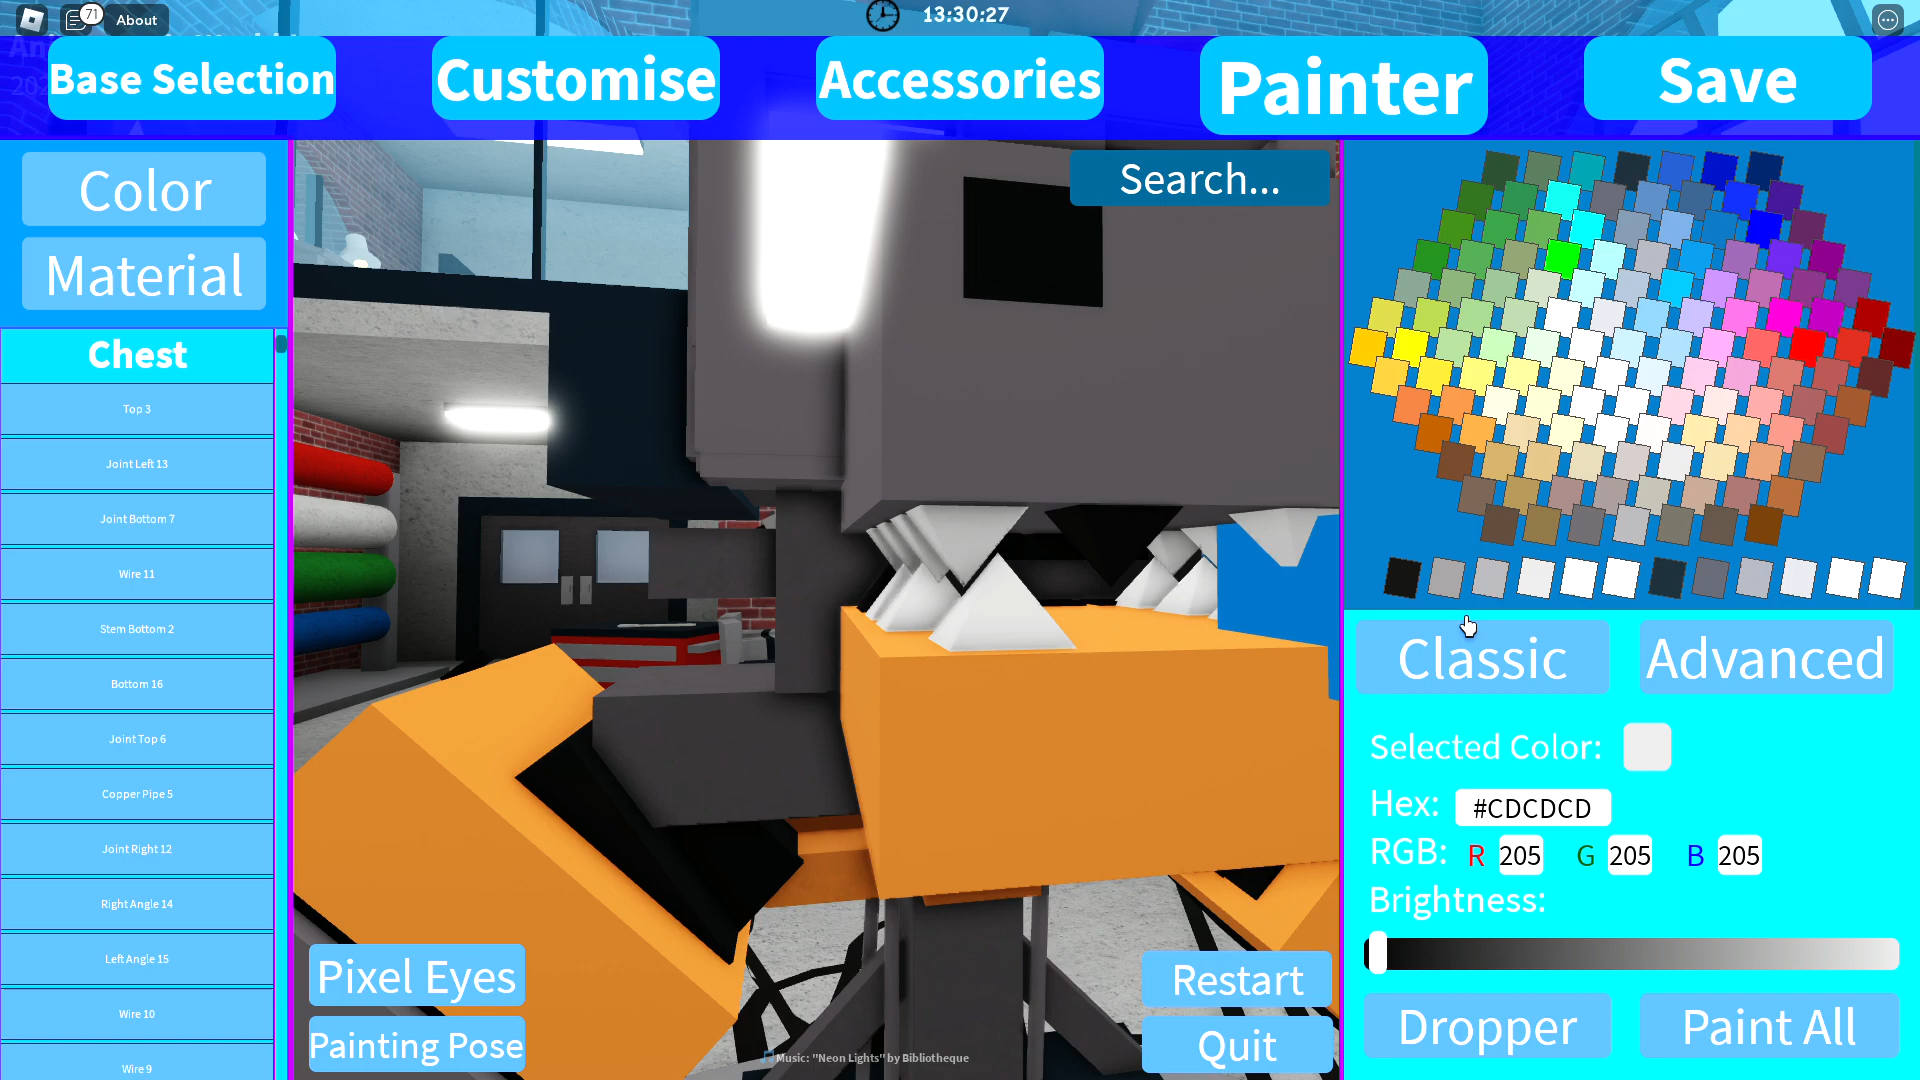 71
About
13:30:27
Base Selection
Customise
Accessories
Painter
Save
Color
Material
Search...
Chest
Top 3
Joint Left 13
Joint Bottom 7
Wire 11
Stem Bottom 2
Bottom 16
Joint Top 6
Copper Pipe 5
Joint Right 12
Right Angle 14
Left Angle 15
Wire 10
Wire 9
Pixel Eyes
Painting Pose
Music: "Neon Lights" by Bibliotheque
Restart
Quit
Classic
Advanced
Selected Color:
Hex: #CDCDCD
RGB: R 205 G 205 B 205
Brightness:
Dropper
Paint All